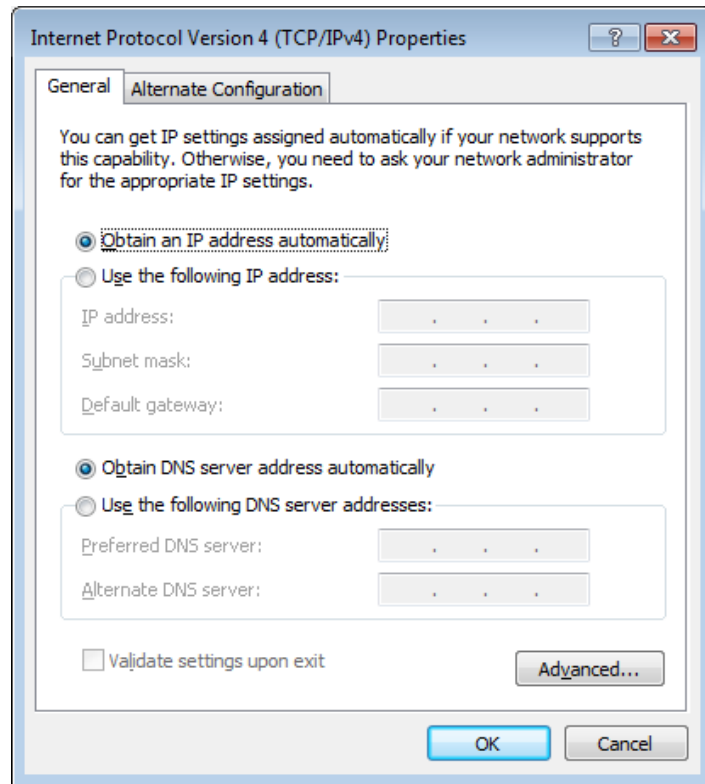 Internet Protocol Version 4 (TCP/IPv4) Properties
?
General
Alternate Configuration
You can get IP settings assigned automatically if your network supports
this capability. Otherwise, you need to ask your network administrator
for the appropriate IP settings.
Obtain an IP address automatically
Use the following IP address:
IP address: . . .
Subnet mask: . . .
Default gateway: . . .
Obtain DNS server address automatically
Use the following DNS server addresses:
Preferred DNS server: . . .
Alternate DNS server: . . .
Validate settings upon exit
Advanced...
OK
Cancel